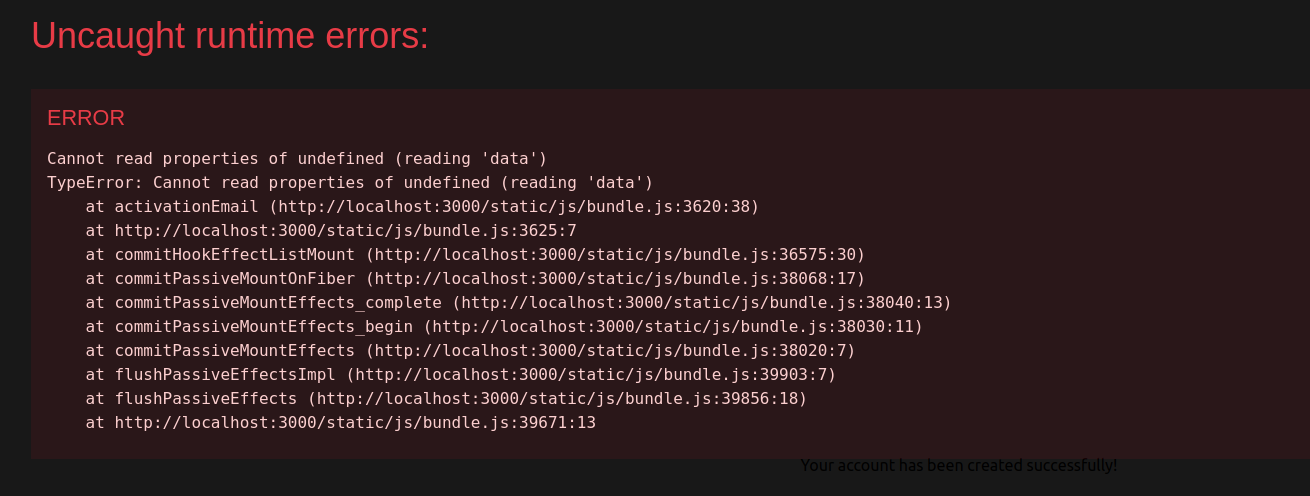 Uncaught runtime errors:
ERROR
Cannot read properties of undefined (reading 'data')
TypeError: Cannot read properties of undefined (reading 'data')
    at activationEmail (http://localhost:3000/static/js/bundle.js:3620:38)
    at http://localhost:3000/static/js/bundle.js:3625:7
    at commitHookEffectListMount (http://localhost:3000/static/js/bundle.js:36575:30)
    at commitPassiveMountOnFiber (http://localhost:3000/static/js/bundle.js:38068:17)
    at commitPassiveMountEffects_complete (http://localhost:3000/static/js/bundle.js:38040:13)
    at commitPassiveMountEffects_begin (http://localhost:3000/static/js/bundle.js:38030:11)
    at commitPassiveMountEffects (http://localhost:3000/static/js/bundle.js:38020:7)
    at flushPassiveEffectsImpl (http://localhost:3000/static/js/bundle.js:39903:7)
    at flushPassiveEffects (http://localhost:3000/static/js/bundle.js:39856:18)
    at http://localhost:3000/static/js/bundle.js:39671:13
Your account has been created successfully!